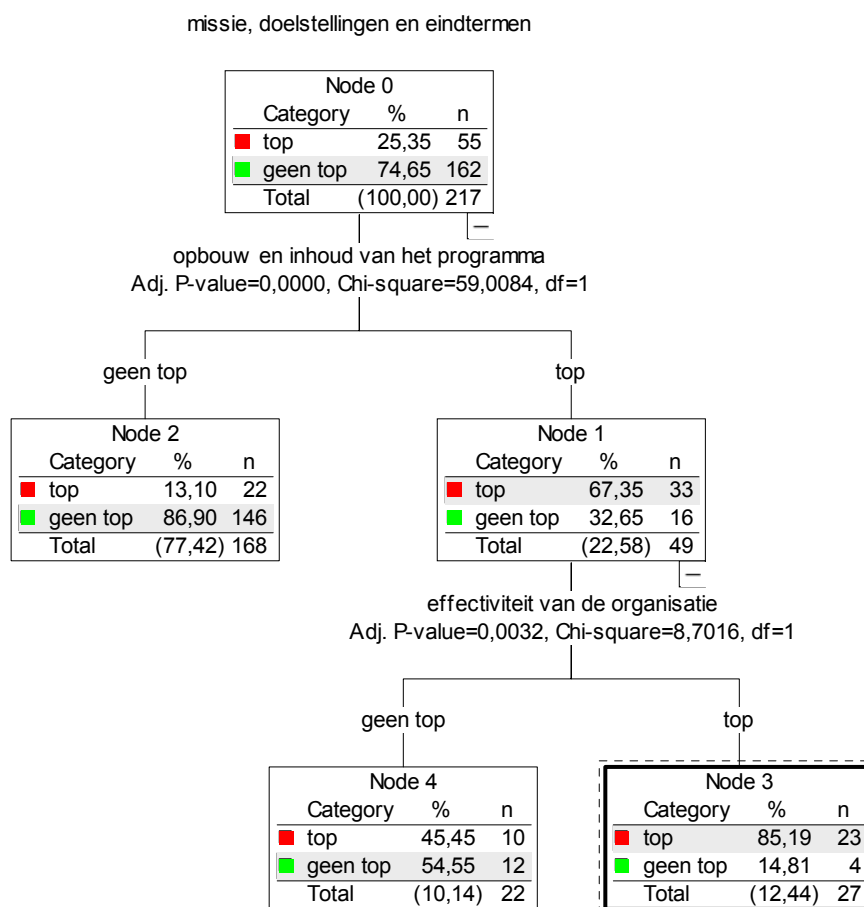 missie, doelstellingen en eindtermen
Node 0
Category % n
top 25,35 55
geen top 74,65 162
Total (100,00) 217
opbouw en inhoud van het programma
Adj. P-value=0,0000, Chi-square=59,0084, df=1
geen top
top
Node 2
Category % n
top 13,10 22
geen top 86,90 146
Total (77,42) 168
Node 1
Category % n
top 67,35 33
geen top 32,65 16
Total (22,58) 49
effectiviteit van de organisatie
Adj. P-value=0,0032, Chi-square=8,7016, df=1
geen top
top
Node 4
Category % n
top 45,45 10
geen top 54,55 12
Total (10,14) 22
Node 3
Category % n
top 85,19 23
geen top 14,81 4
Total (12,44) 27